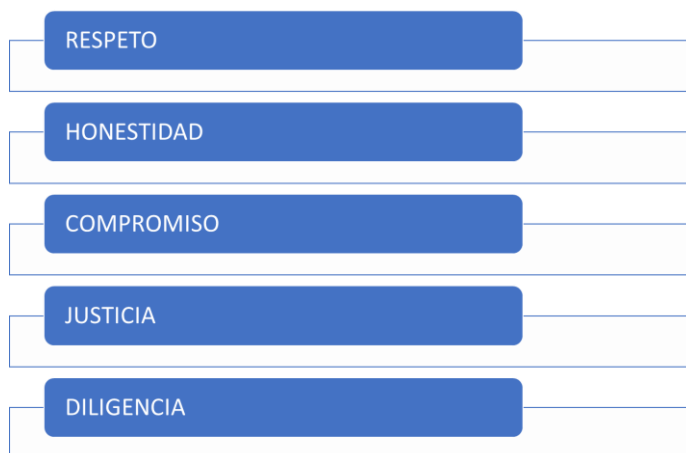 RESPETO
HONESTIDAD
COMPROMISO
JUSTICIA
DILIGENCIA